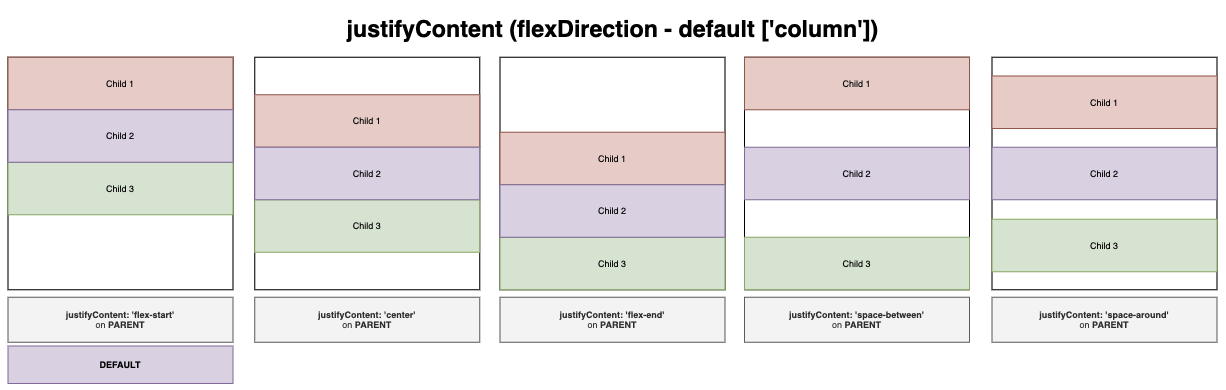 justifyContent (flexDirection - default ['column'])
Child 1
Child 2
Child 3
justifyContent: 'flex-start'
on PARENT
DEFAULT
Child 1
Child 2
Child 3
justifyContent: 'center'
on PARENT
Child 1
Child 2
Child 3
justifyContent: 'flex-end'
on PARENT
Child 1
Child 2
Child 3
justifyContent: 'space-between'
on PARENT
Child 1
Child 2
Child 3
justifyContent: 'space-around'
on PARENT